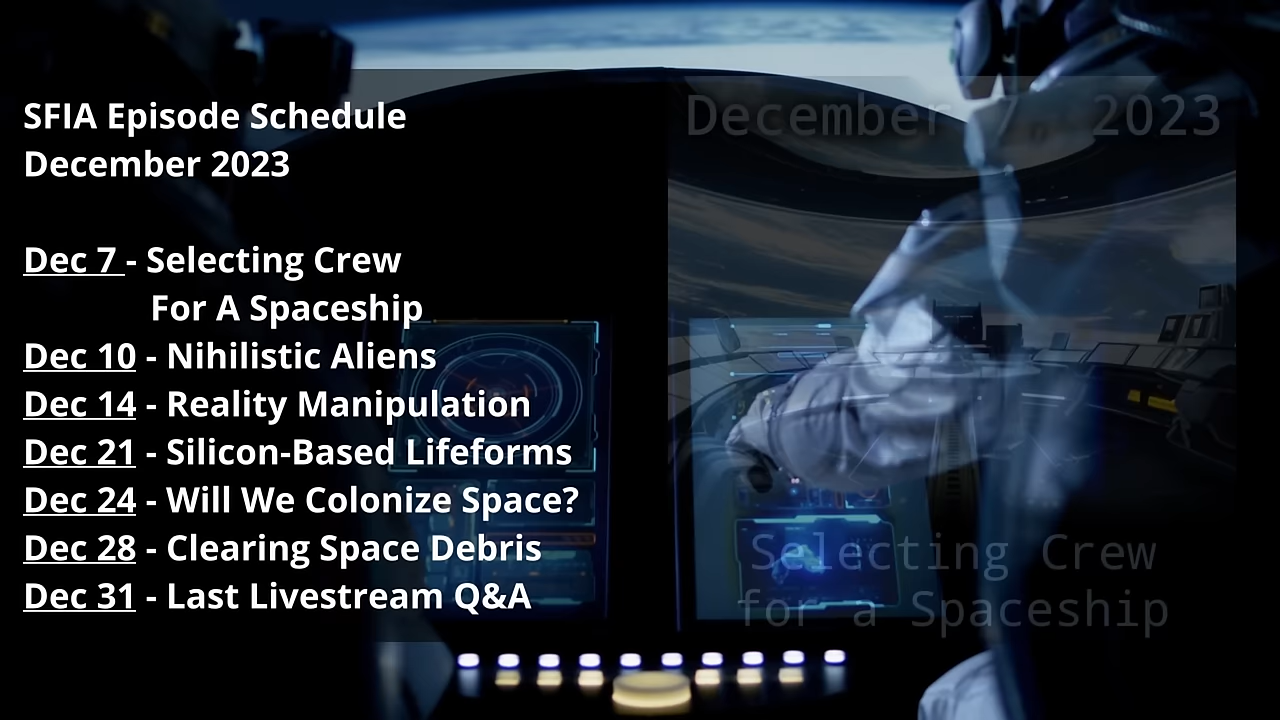 SFIA Episode Schedule
December 2023
Dec 7 - Selecting Crew
For A Spaceship
Dec 10 - Nihilistic Aliens
Dec 14 - Reality Manipulation
Dec 21 - Silicon-Based Lifeforms
Dec 24 - Will We Colonize Space?
Dec 28 - Clearing Space Debris
Dec 31 - Last Livestream Q&A
December 7, 2023
Selecting Crew
for a Spaceship